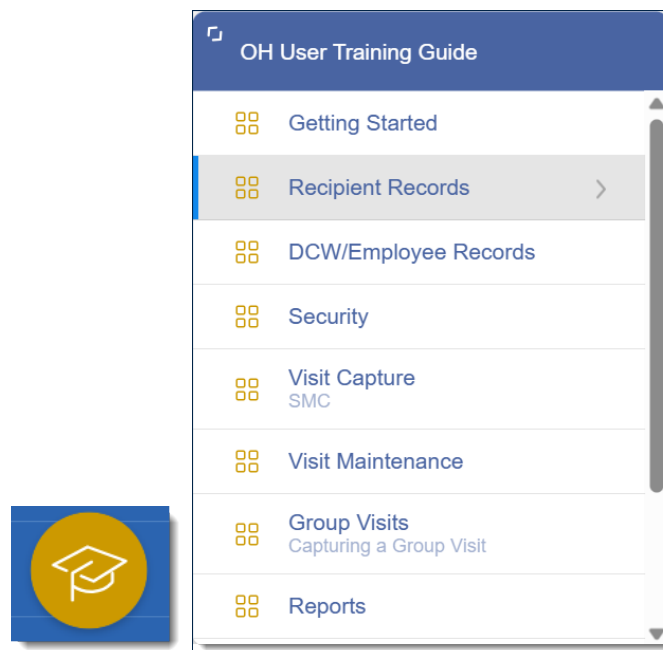 OH User Training Guide
Getting Started
Recipient Records
DCW/Employee Records
Security
Visit Capture
SMC
Visit Maintenance
Group Visits
Capturing a Group Visit
Reports